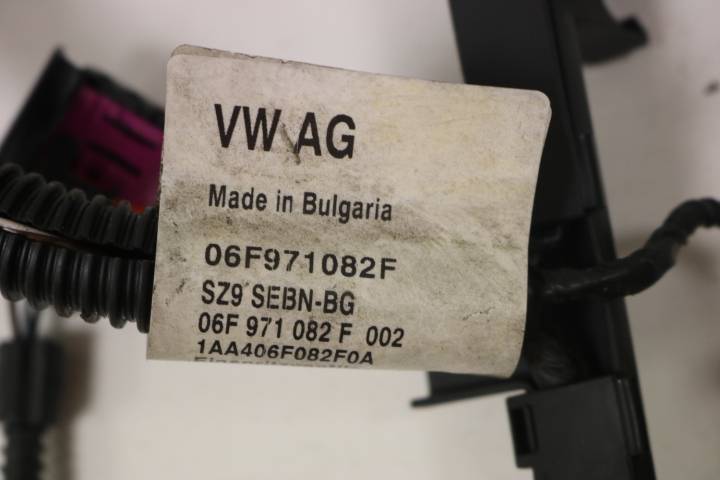 VW AG
Made in Bulgaria
06F971082F
SZ9 SEBN-BG
06F 971 082 F 002
1AA406F082F0A